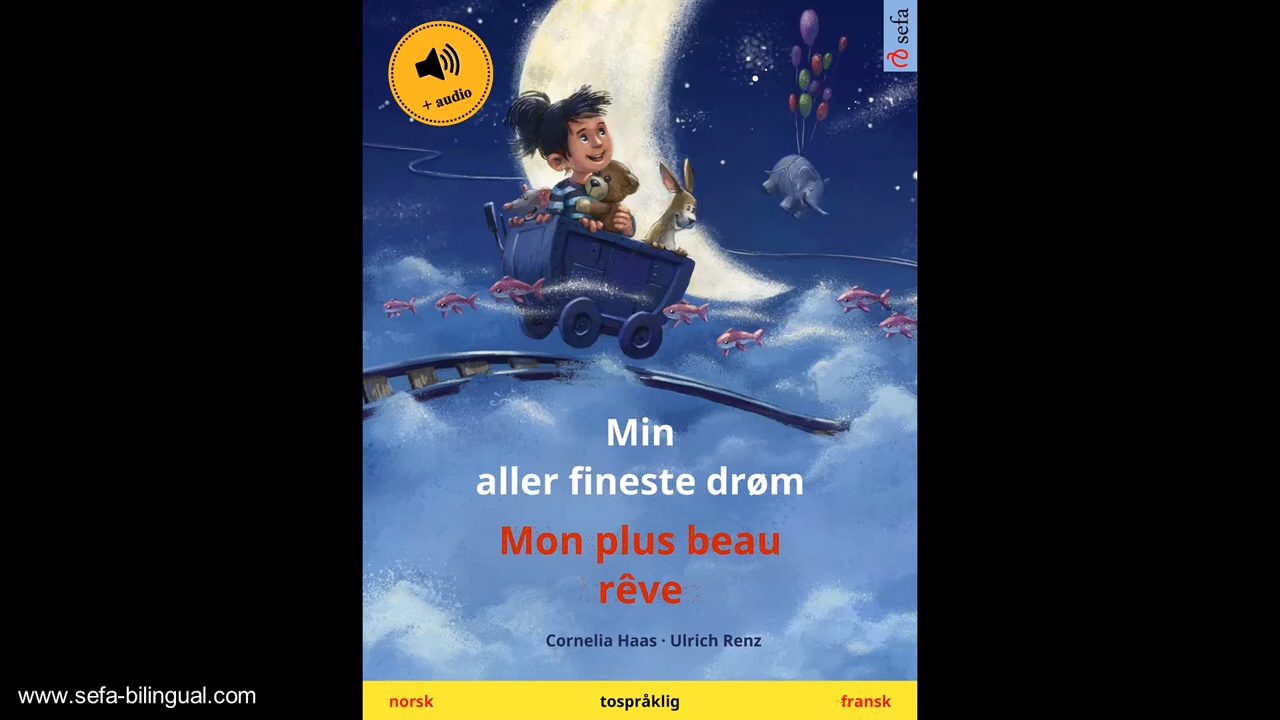 + audio
sefa
Min
aller fineste drøm
Mon plus beau
rêve
Cornelia Haas · Ulrich Renz
norsk
tospråklig
fransk
www.sefa-bilingual.com